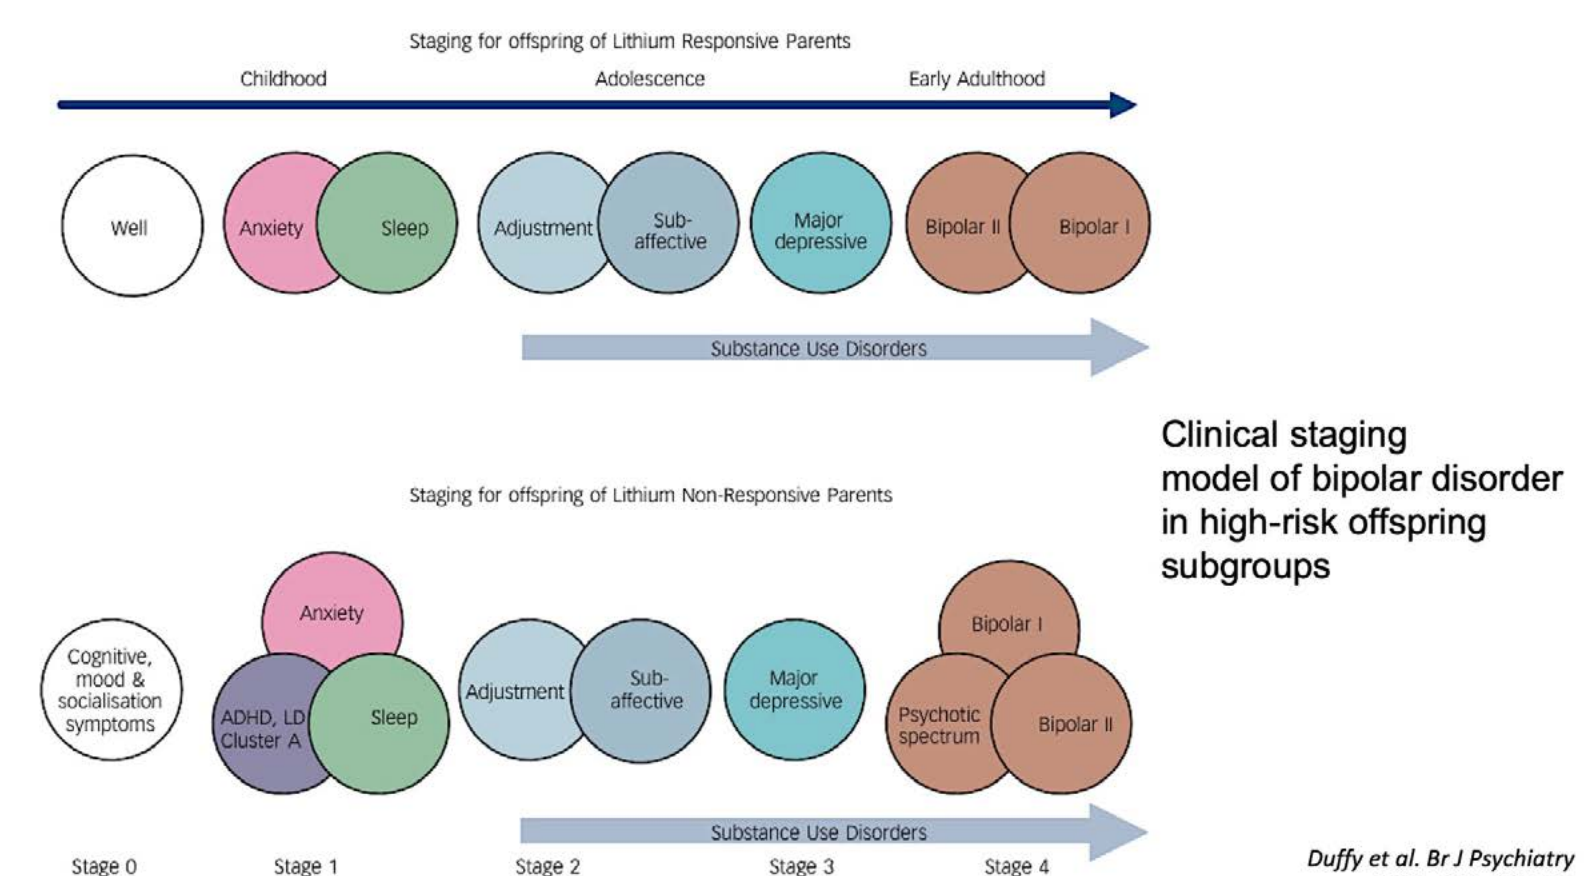 Staging for offspring of Lithium Responsive Parents
Childhood
Adolescence
Early Adulthood
Well
Anxiety
Sleep
Adjustment
Sub-
affective
Major
depressive
Bipolar II
Bipolar I
Substance Use Disorders
Clinical staging
model of bipolar disorder
in high-risk offspring
subgroups
Staging for offspring of Lithium Non-Responsive Parents
Cognitive,
mood &
socialisation
symptoms
Anxiety
ADHD, LD
Cluster A
Sleep
Adjustment
Sub-
affective
Major
depressive
Bipolar I
Psychotic
spectrum
Bipolar II
Substance Use Disorders
Stage 0
Stage 1
Stage 2
Stage 3
Stage 4
Duffy et al. Br J Psychiatry